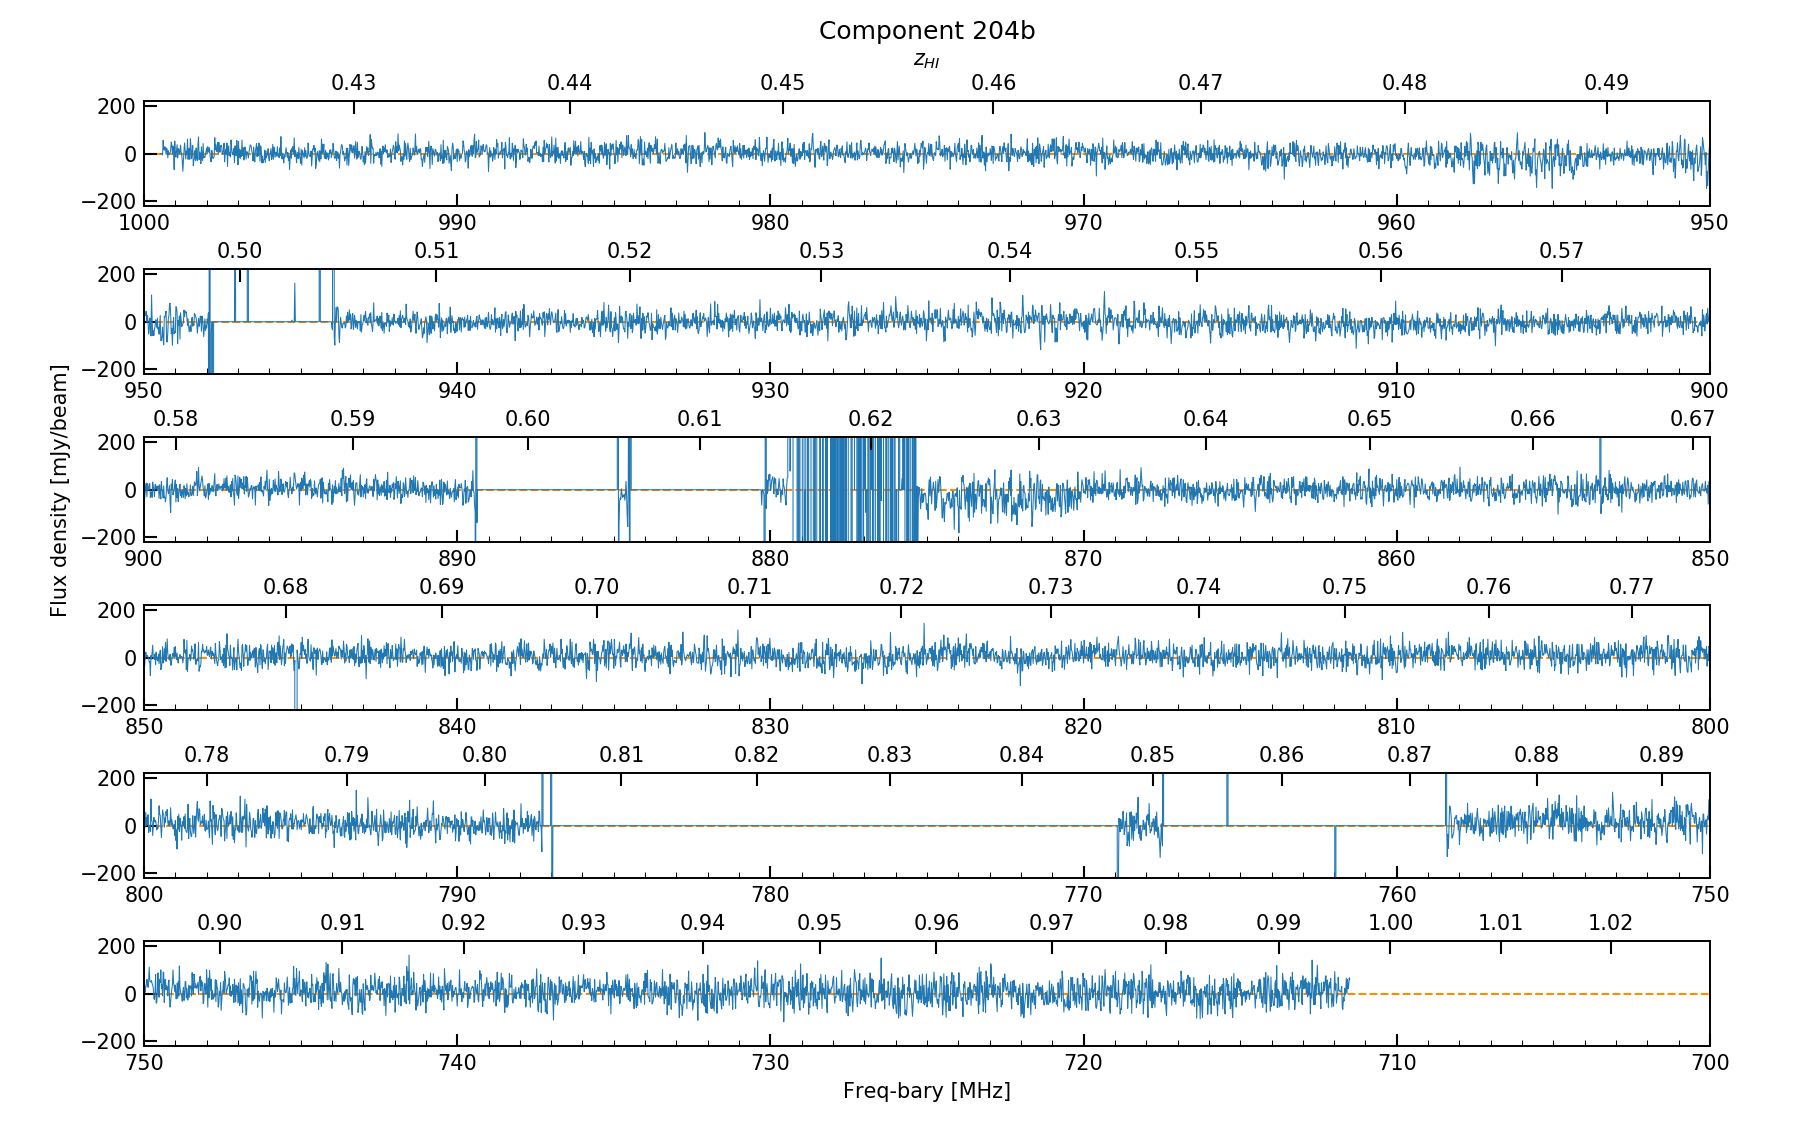 Component 204b
z_HI
0.43 0.44 0.45 0.46 0.47 0.48 0.49
200
0
−200
1000 990 980 970 960 950
0.50 0.51 0.52 0.53 0.54 0.55 0.56 0.57
200
0
−200
950 940 930 920 910 900
0.58 0.59 0.60 0.61 0.62 0.63 0.64 0.65 0.66 0.67
200
0
−200
900 890 880 870 860 850
Flux density [mJy/beam]
0.68 0.69 0.70 0.71 0.72 0.73 0.74 0.75 0.76 0.77
200
0
−200
850 840 830 820 810 800
0.78 0.79 0.80 0.81 0.82 0.83 0.84 0.85 0.86 0.87 0.88 0.89
200
0
−200
800 790 780 770 760 750
0.90 0.91 0.92 0.93 0.94 0.95 0.96 0.97 0.98 0.99 1.00 1.01 1.02
200
0
−200
750 740 730 720 710 700
Freq-bary [MHz]